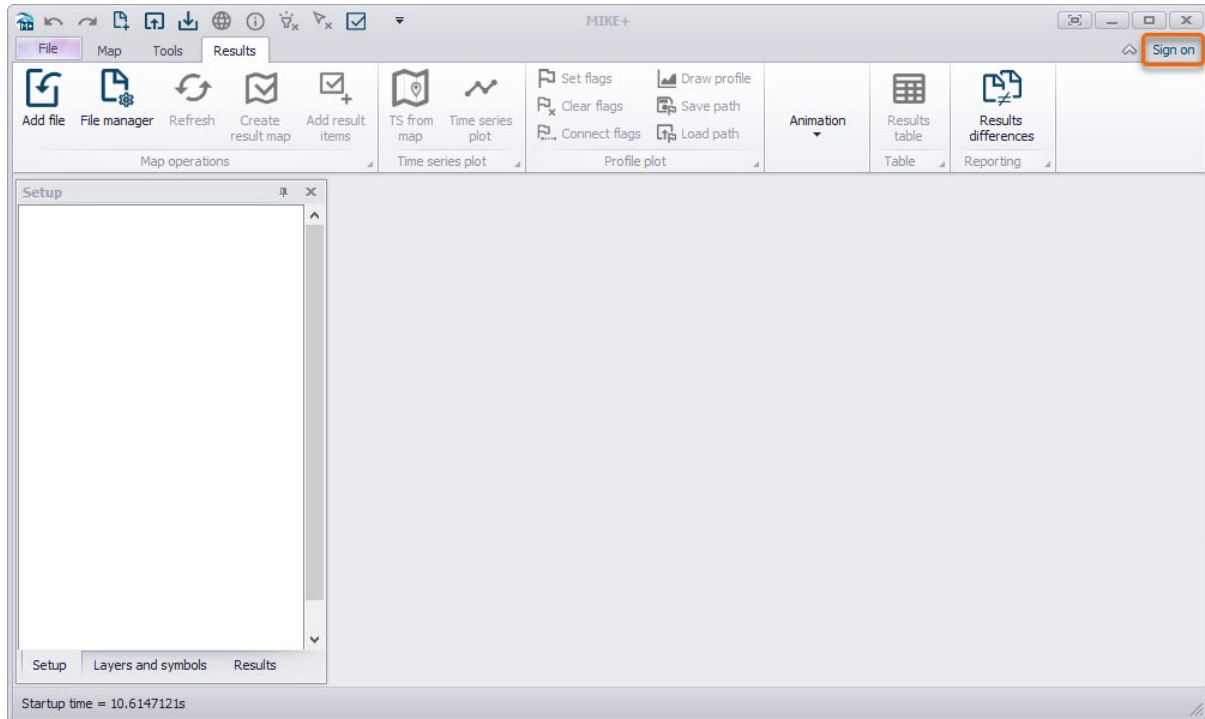 MIKE+
File Map Tools Results Sign on
Add file File manager Refresh Create result map Add result items TS from map Time series plot
Set flags Draw profile
Clear flags Save path
Connect flags Load path
Animation Results table Results differences
Map operations Time series plot Profile plot Table Reporting
Setup
Setup Layers and symbols Results
Startup time = 10.6147121s